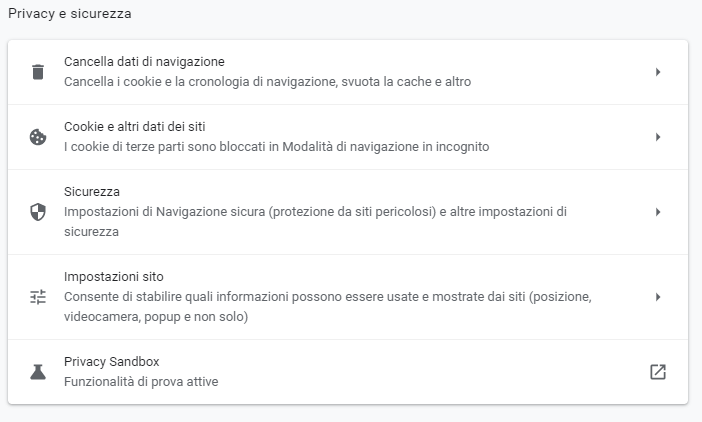 Privacy e sicurezza
Cancella dati di navigazione
Cancella i cookie e la cronologia di navigazione, svuota la cache e altro
Cookie e altri dati dei siti
I cookie di terze parti sono bloccati in Modalità di navigazione in incognito
Sicurezza
Impostazioni di Navigazione sicura (protezione da siti pericolosi) e altre impostazioni di
sicurezza
Impostazioni sito
Consente di stabilire quali informazioni possono essere usate e mostrate dai siti (posizione,
videocamera, popup e non solo)
Privacy Sandbox
Funzionalità di prova attive